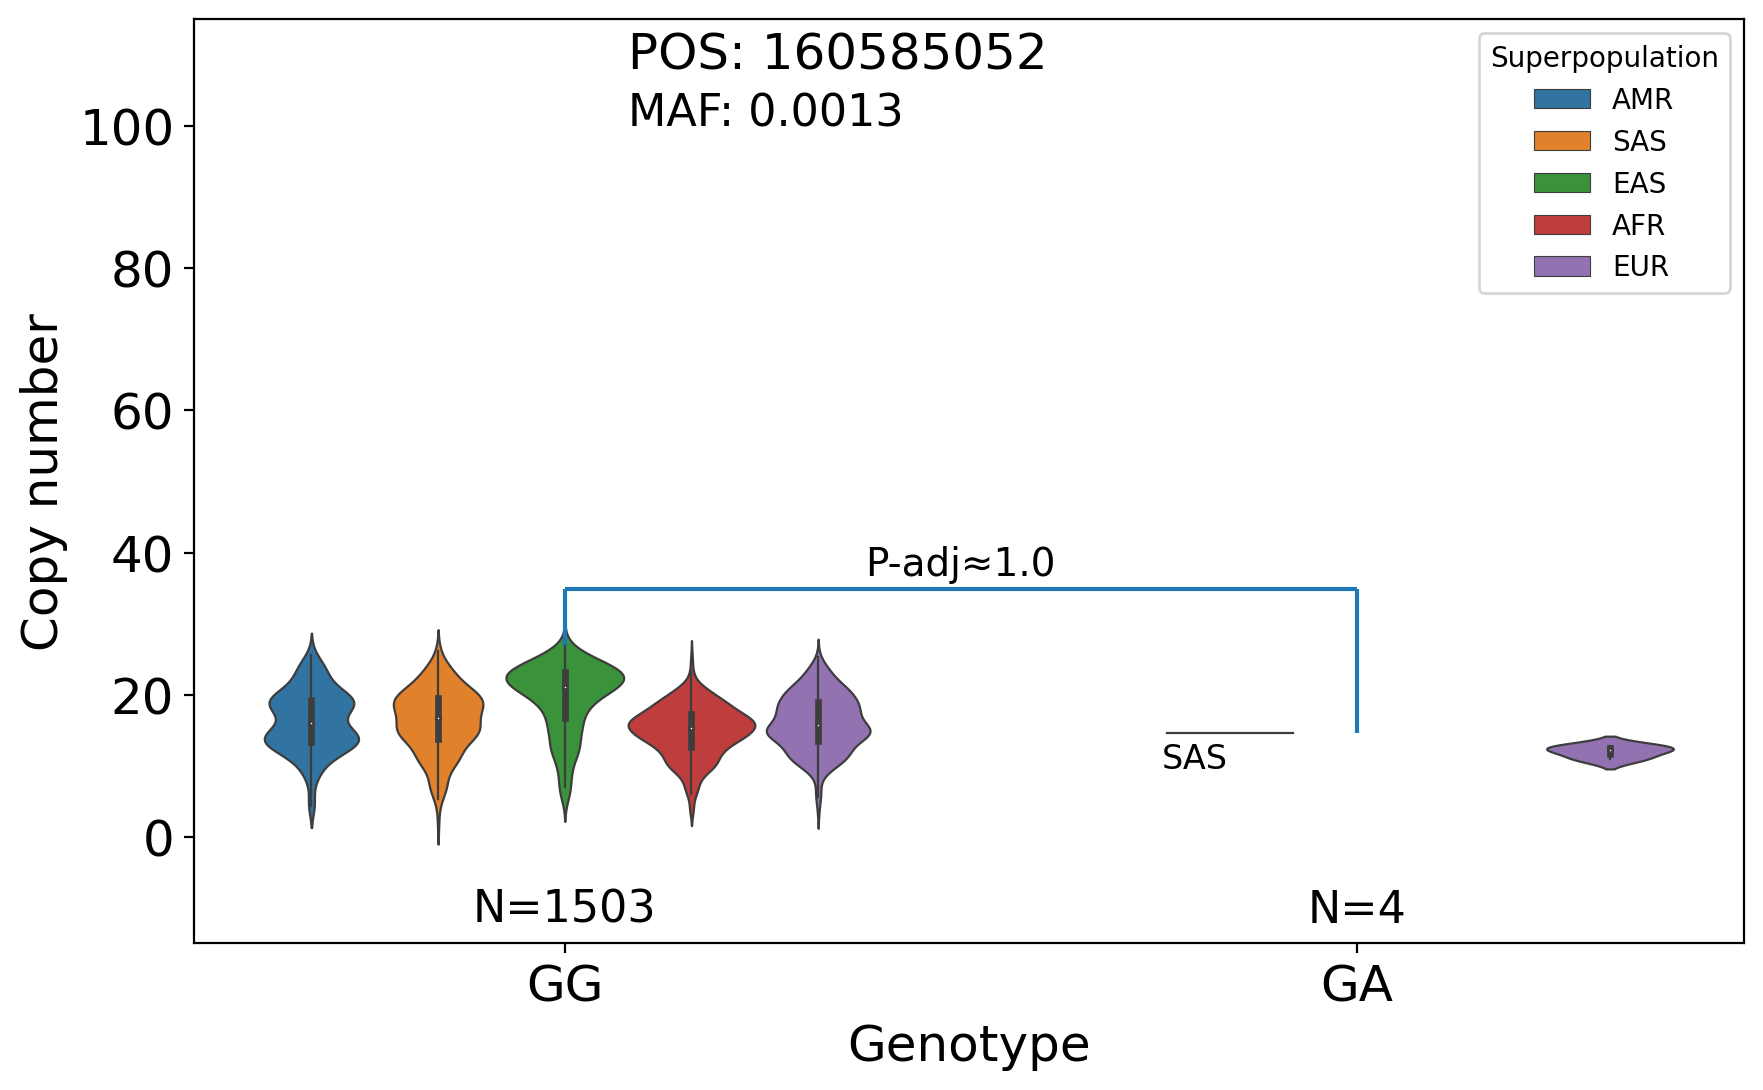 POS: 160585052
MAF: 0.0013
Superpopulation
AMR
SAS
EAS
AFR
EUR
100
80
60
40
20
0
Copy number
P-adj≈1.0
SAS
N=1503
N=4
GG
GA
Genotype